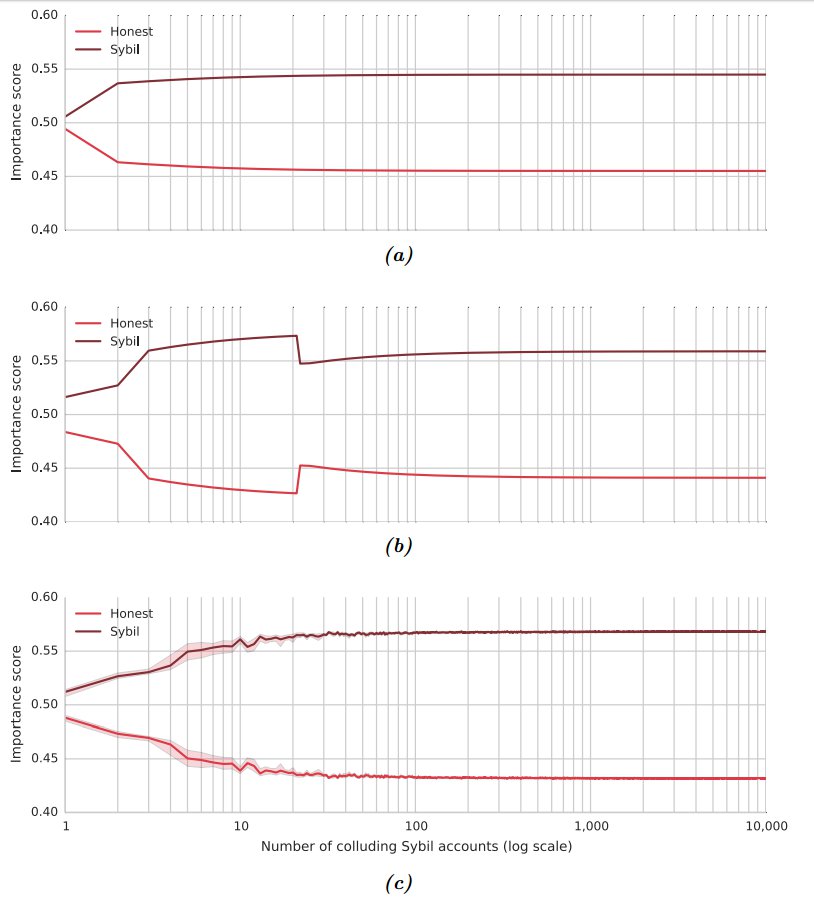 0.60
Honest
Sybil
0.55
0.50
0.45
0.40
Importance score
(a)
0.60
Honest
Sybil
0.55
0.50
0.45
0.40
Importance score
(b)
0.60
Honest
Sybil
0.55
0.50
0.45
0.40
Importance score
1 10 100 1,000 10,000
Number of colluding Sybil accounts (log scale)
(c)